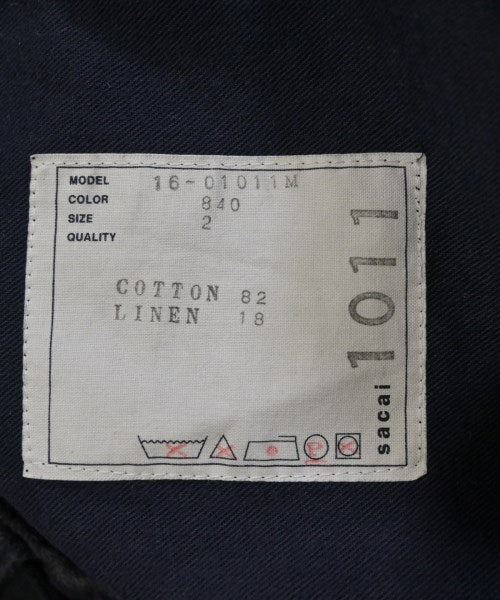 MODEL 16-01011M
COLOR 840
SIZE 2
QUALITY
COTTON 82
LINEN 18
P
sacai 1011